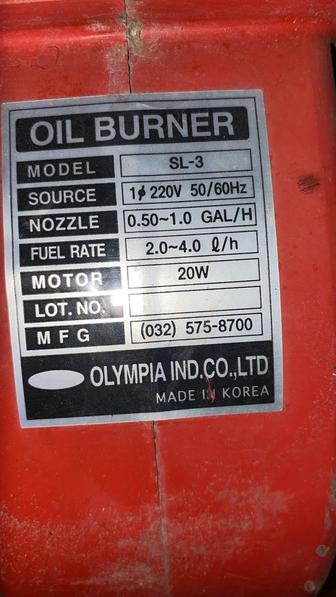 OIL BURNER
MODEL SL-3
SOURCE 1ϕ 220V 50/60Hz
NOZZLE 0.50~1.0 GAL/H
FUEL RATE 2.0~4.0 ℓ/h
MOTOR 20W
LOT. NO.
M F G (032) 575-8700
OLYMPIA IND.CO.,LTD
MADE IN KOREA